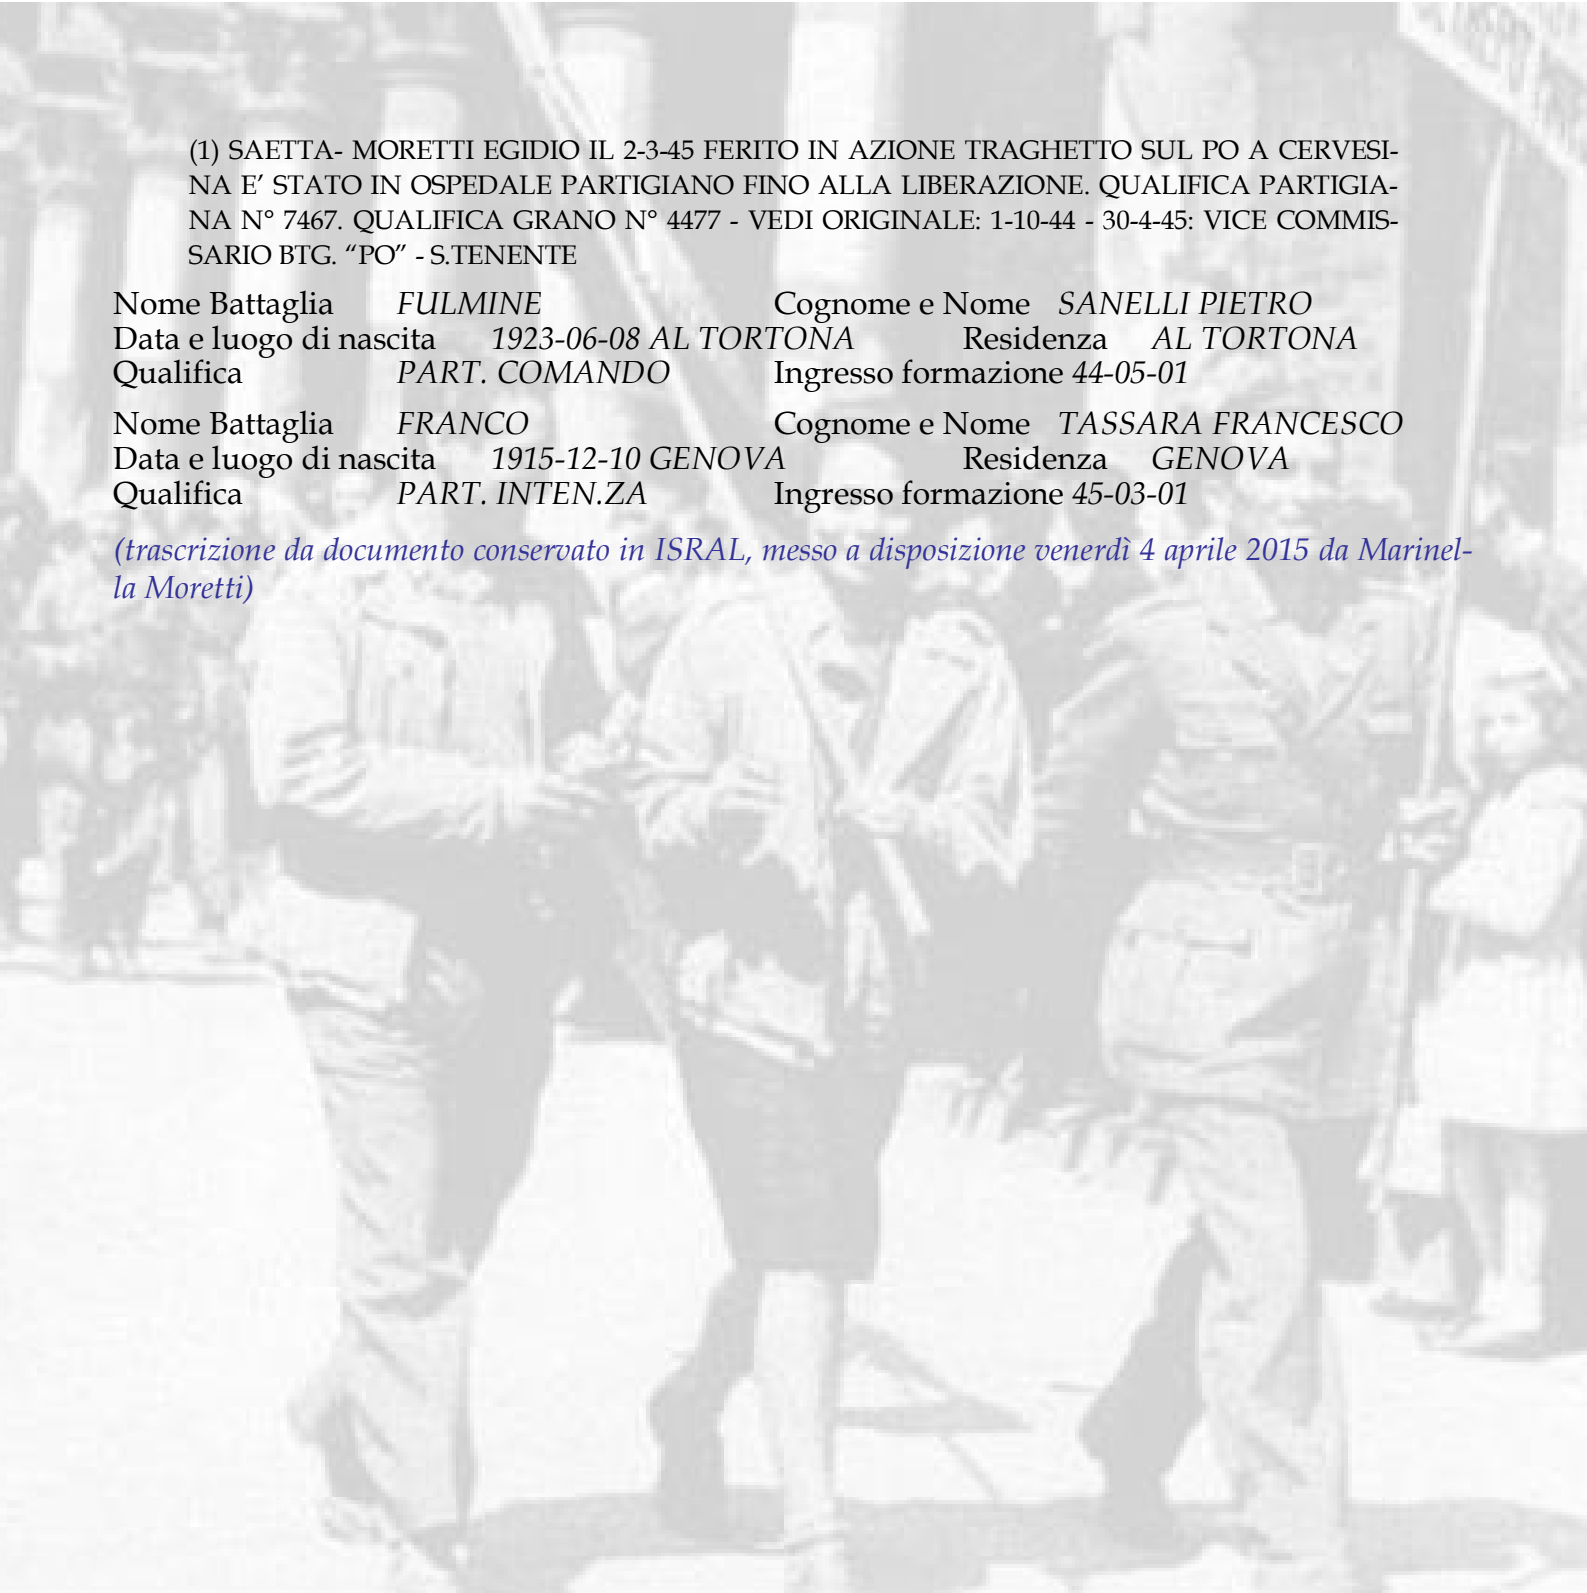 (1) SAETTA- MORETTI EGIDIO IL 2-3-45 FERITO IN AZIONE TRAGHETTO SUL PO A CERVESI-
NA E’ STATO IN OSPEDALE PARTIGIANO FINO ALLA LIBERAZIONE. QUALIFICA PARTIGIA-
NA N° 7467. QUALIFICA GRANO N° 4477 - VEDI ORIGINALE: 1-10-44 - 30-4-45: VICE COMMIS-
SARIO BTG. “PO” - S.TENENTE
Nome Battaglia FULMINE Cognome e Nome SANELLI PIETRO
Data e luogo di nascita 1923-06-08 AL TORTONA Residenza AL TORTONA
Qualifica PART. COMANDO Ingresso formazione 44-05-01
Nome Battaglia FRANCO Cognome e Nome TASSARA FRANCESCO
Data e luogo di nascita 1915-12-10 GENOVA Residenza GENOVA
Qualifica PART. INTEN.ZA Ingresso formazione 45-03-01
(trascrizione da documento conservato in ISRAL, messo a disposizione venerdì 4 aprile 2015 da Marinel-
la Moretti)